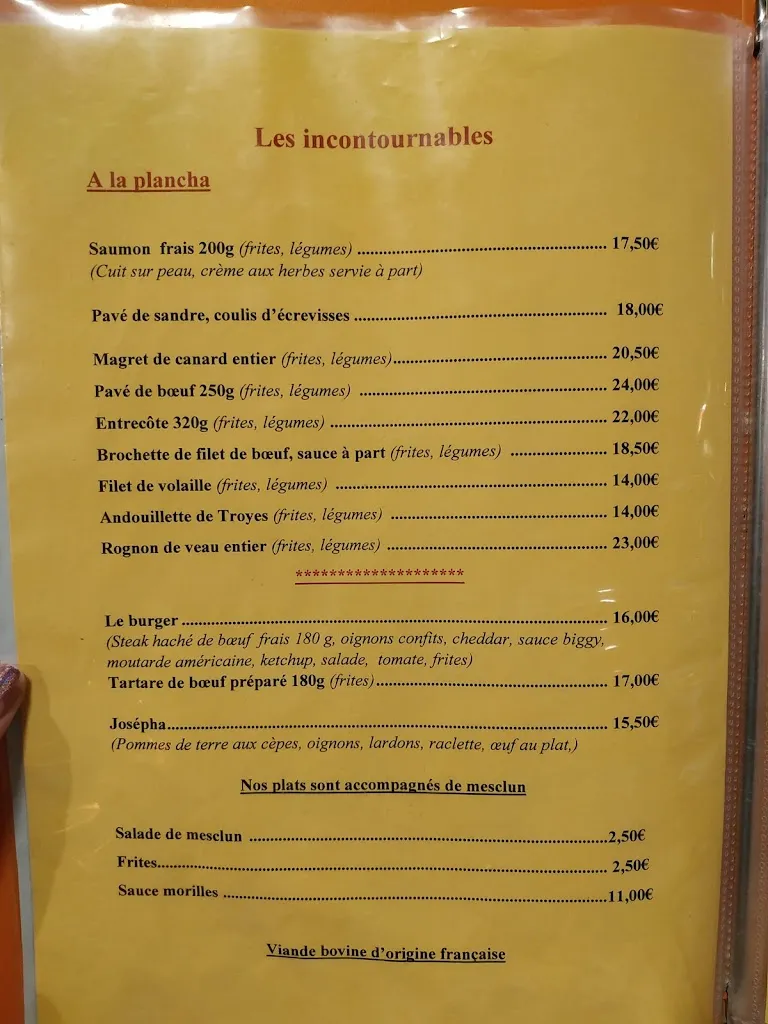 Les incontournables
A la plancha
Saumon frais 200g (frites, légumes) ................................................ 17,50€
(Cuit sur peau, crème aux herbes servie à part)
Pavé de sandre, coulis d'écrevisses ................................................ 18,00€
Magret de canard entier (frites, légumes)......................................... 20,50€
Pavé de bœuf 250g (frites, légumes) ............................................... 24,00€
Entrecôte 320g (frites, légumes) ..................................................... 22,00€
Brochette de filet de bœuf, sauce à part (frites, légumes) ................... 18,50€
Filet de volaille (frites, légumes) .................................................... 14,00€
Andouillette de Troyes (frites, légumes) .......................................... 14,00€
Rognon de veau entier (frites, légumes) .......................................... 23,00€
********************
Le burger ................................................................................. 16,00€
(Steak haché de bœuf frais 180 g, oignons confits, cheddar, sauce biggy,
moutarde américaine, ketchup, salade, tomate, frites)
Tartare de bœuf préparé 180g (frites)............................................. 17,00€
Josépha.................................................................................... 15,50€
(Pommes de terre aux cèpes, oignons, lardons, raclette, œuf au plat,)
Nos plats sont accompagnés de mesclun
Salade de mesclun .....................................................................2,50€
Frites....................................................................................... 2,50€
Sauce morilles ..........................................................................11,00€
Viande bovine d'origine française